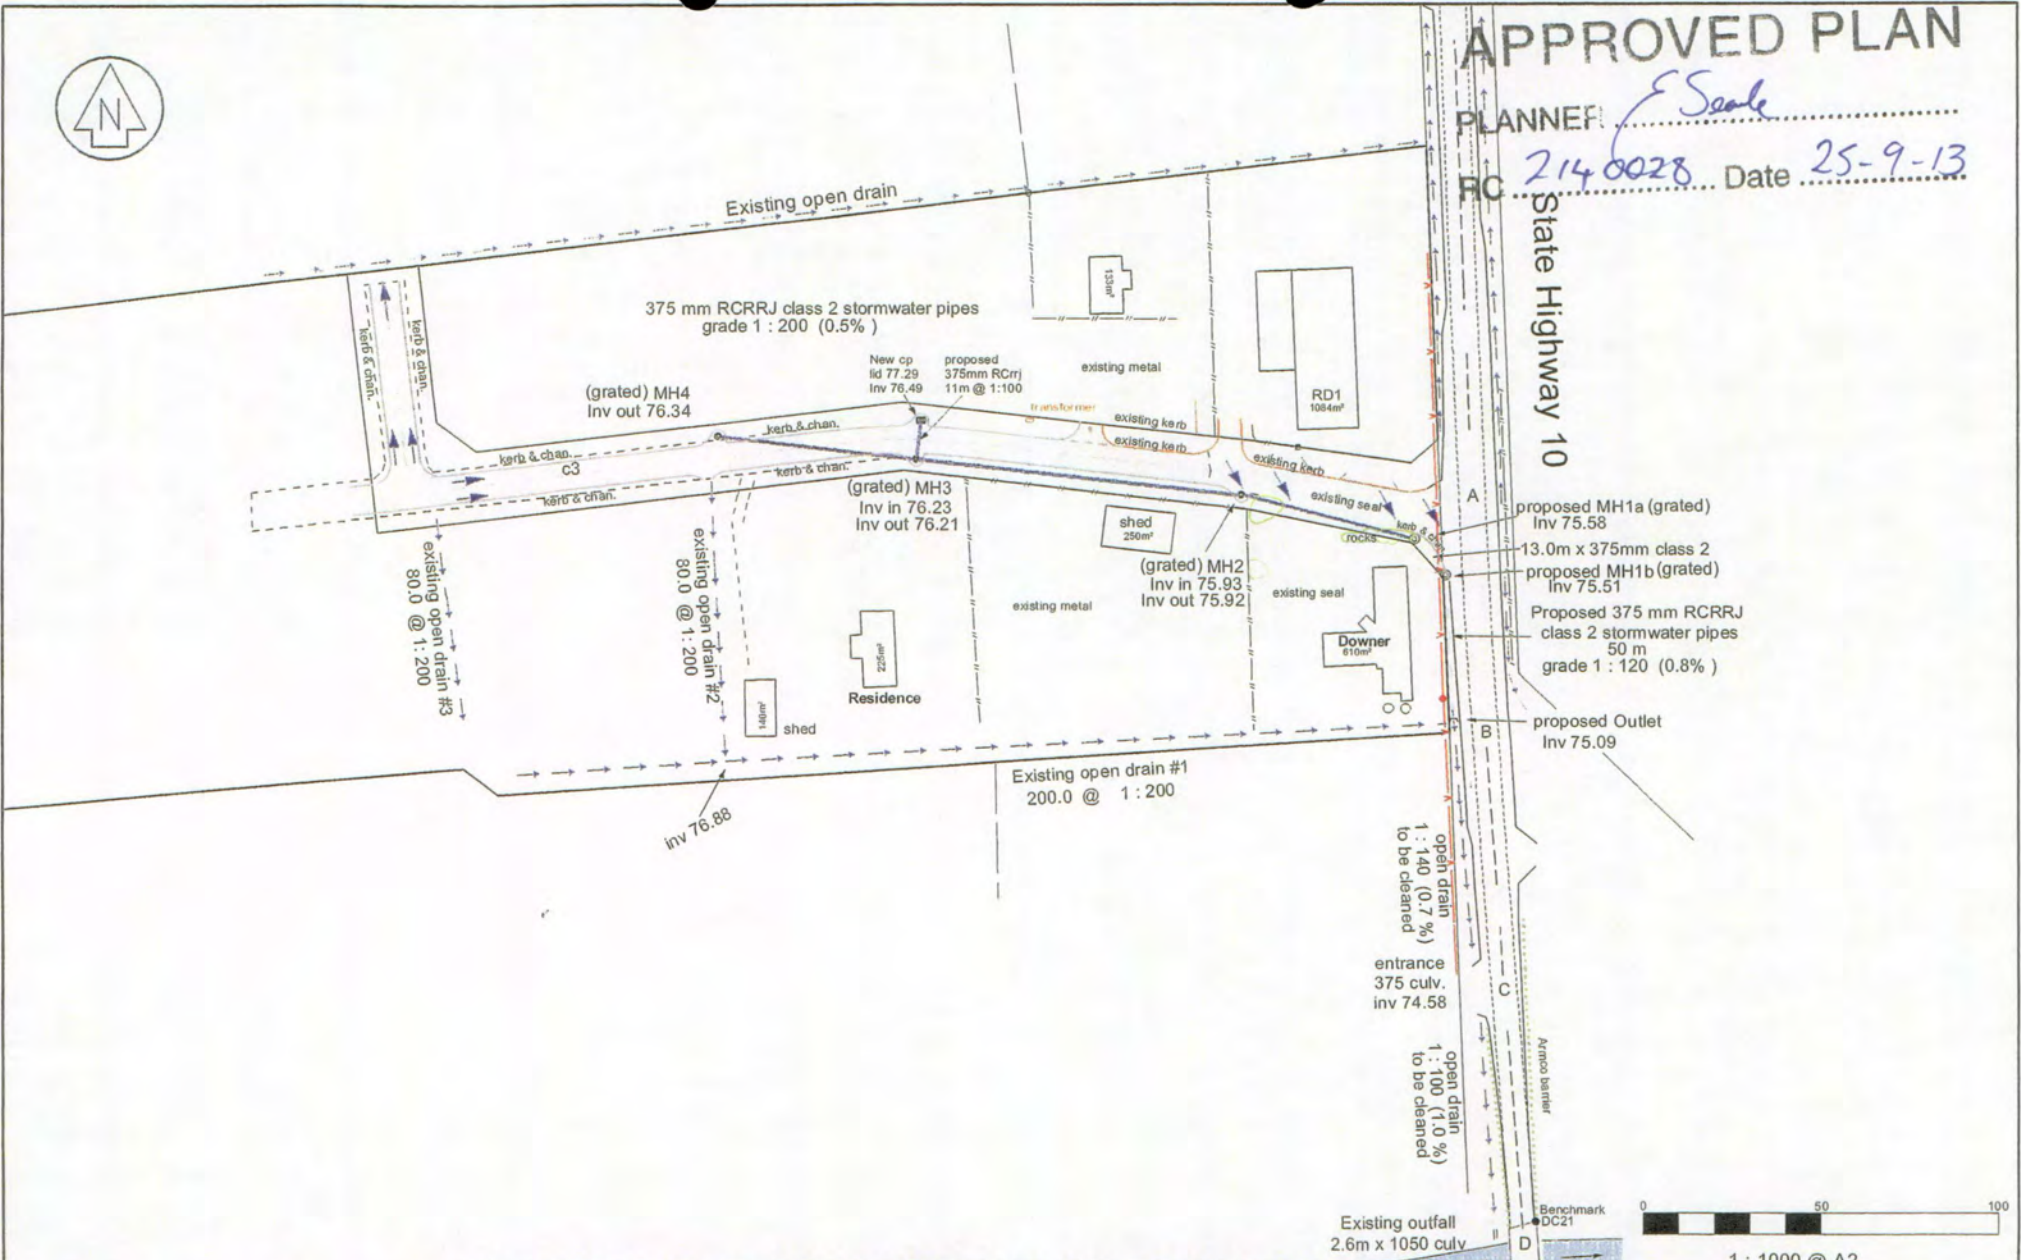 APPROVED PLAN
PLANNER
RC 2140028 Date 25-9-13
N
State Highway 10
Existing open drain
375 mm RCRRJ class 2 stormwater pipes
grade 1 : 200 (0.5% )
133m²
New cp
lid 77.29
Inv 76.49
proposed
375mm RCrrj
11m @ 1:100
existing metal
RD1
1084m²
(grated) MH4
Inv out 76.34
kerb & chan.
kerb & chan.
transformer
existing kerb
existing kerb
existing kerb
kerb & chan.
kerb & chan.
c3
kerb & chan.
kerb & chan.
(grated) MH3
Inv in 76.23
Inv out 76.21
existing seal
kerb &
rocks
shed
250m²
A
proposed MH1a (grated)
Inv 75.58
13.0m x 375mm class 2
proposed MH1b (grated)
Inv 75.51
(grated) MH2
Inv in 75.93
Inv out 75.92
existing seal
existing metal
existing open drain #3
80.0 @ 1: 200
existing open drain #2
80.0 @ 1: 200
225m²
Residence
Downer
610m²
Proposed 375 mm RCRRJ
class 2 stormwater pipes
50 m
grade 1 : 120 (0.8% )
shed
B
proposed Outlet
Inv 75.09
Existing open drain #1
200.0 @ 1 : 200
inv 76.88
open drain
1 : 140 (0.7 %)
to be cleaned
entrance
375 culv.
inv 74.58
C
open drain
1 : 100 (1.0 %)
to be cleaned
Armco barrier
Benchmark
DC21
Existing outfall
2.6m x 1050 culv
D
0 50 100
1 : 1000 @ A2